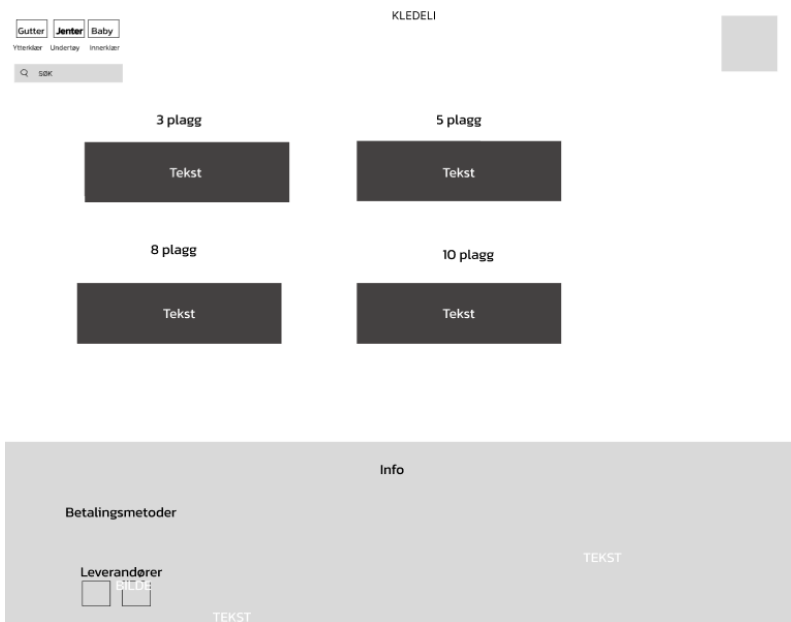 KLEDELI
Gutter Jenter Baby
Ytterklær Undertøy Innerklær
SØK
3 plagg 5 plagg
Tekst Tekst
8 plagg 10 plagg
Tekst Tekst
Info
Betalingsmetoder
TEKST
Leverandører
BILDE
TEKST